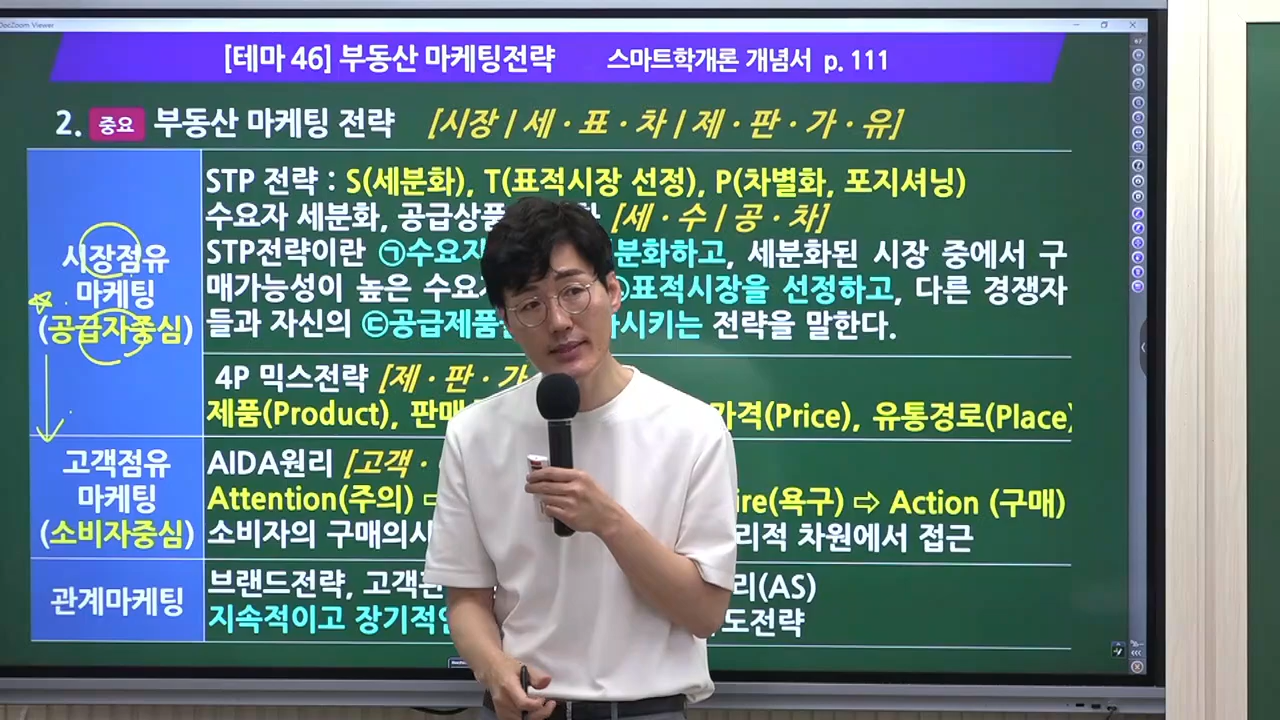 DocZoom Viewer
[테마 46] 부동산 마케팅전략 스마트학개론 개념서 p. 111
2. 중요 부동산 마케팅 전략 [시장 | 세 · 표 · 차 | 제 · 판 · 가 · 유]
시장점유
마케팅
(공급자중심)
STP 전략 : S(세분화), T(표적시장 선정), P(차별화, 포지셔닝)
수요자 세분화, 공급상품 [세 · 수 | 공 · 차]
STP전략이란 ㉠수요자 분화하고, 세분화된 시장 중에서 구
매가능성이 높은 수요자 표적시장을 선정하고, 다른 경쟁자
들과 자신의 ㉢공급제품 시키는 전략을 말한다.
4P 믹스전략 [제 · 판 · 가
제품(Product), 판매 가격(Price), 유통경로(Place)
고객점유
마케팅
(소비자중심)
AIDA원리 [고객 ·
Attention(주의) ⇨ ire(욕구) ⇨ Action (구매)
소비자의 구매의사 리적 차원에서 접근
관계마케팅
브랜드전략, 고객관 리(AS)
지속적이고 장기적인 도전략